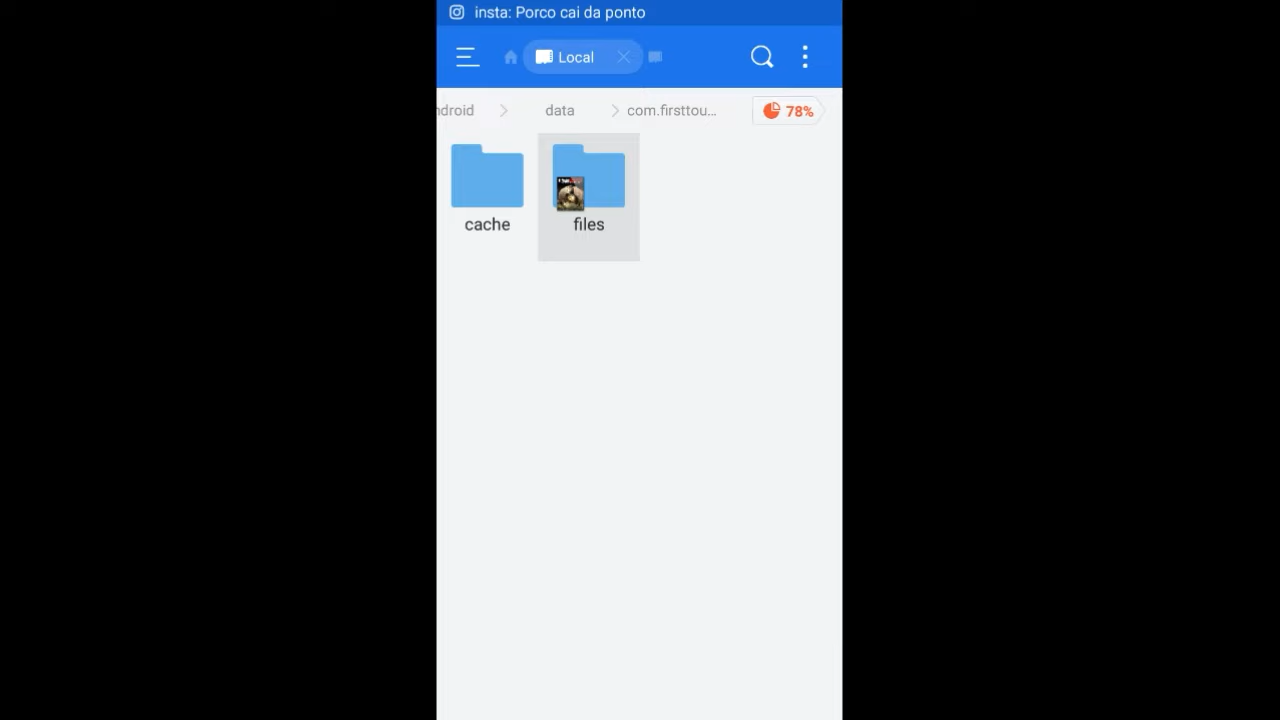 insta: Porco cai da ponto
Local
ndroid data com.firsttou... 78%
cache files